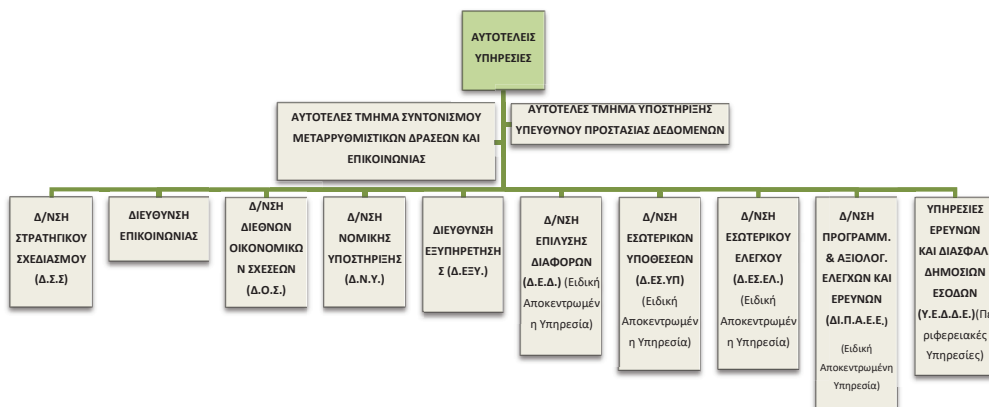 ΑΥΤΟΤΕΛΕΙΣ
ΥΠΗΡΕΣΙΕΣ
ΑΥΤΟΤΕΛΕΣ ΤΜΗΜΑ ΣΥΝΤΟΝΙΣΜΟΥ
ΜΕΤΑΡΡΥΘΜΙΣΤΙΚΩΝ ΔΡΑΣΕΩΝ ΚΑΙ
ΕΠΙΚΟΙΝΩΝΙΑΣ
ΑΥΤΟΤΕΛΕΣ ΤΜΗΜΑ ΥΠΟΣΤΗΡΙΞΗΣ
ΥΠΕΥΘΥΝΟΥ ΠΡΟΣΤΑΣΙΑΣ ΔΕΔΟΜΕΝΩΝ
Δ/ΝΣΗ
ΣΤΡΑΤΗΓΙΚΟΥ
ΣΧΕΔΙΑΣΜΟΥ
(Δ.Σ.Σ)
ΔΙΕΥΘΥΝΣΗ
ΕΠΙΚΟΙΝΩΝΙΑΣ
Δ/ΝΣΗ
ΔΙΕΘΝΩΝ
ΟΙΚΟΝΟΜΙΚΩ
Ν ΣΧΕΣΕΩΝ
(Δ.Ο.Σ.)
Δ/ΝΣΗ
ΝΟΜΙΚΗΣ
ΥΠΟΣΤΗΡΙΞΗΣ
(Δ.Ν.Υ.)
ΔΙΕΥΘΥΝΣΗ
ΕΞΥΠΗΡΕΤΗΣΗ
Σ (Δ.ΕΞΥ.)
Δ/ΝΣΗ
ΕΠΙΛΥΣΗΣ
ΔΙΑΦΟΡΩΝ
(Δ.Ε.Δ.) (Ειδική
Αποκεντρωμέν
η Υπηρεσία)
Δ/ΝΣΗ
ΕΣΩΤΕΡΙΚΩΝ
ΥΠΟΘΕΣΕΩΝ
(Δ.ΕΣ.ΥΠ)
(Ειδική
Αποκεντρωμέν
η Υπηρεσία)
Δ/ΝΣΗ
ΕΣΩΤΕΡΙΚΟΥ
ΕΛΕΓΧΟΥ
(Δ.ΕΣ.ΕΛ.)
(Ειδική
Αποκεντρωμέν
η Υπηρεσία)
Δ/ΝΣΗ
ΠΡΟΓΡΑΜΜ.
& ΑΞΙΟΛΟΓ.
ΕΛΕΓΧΩΝ ΚΑΙ
ΕΡΕΥΝΩΝ
(ΔΙ.Π.Α.Ε.Ε.)
(Ειδική
Αποκεντρωμένη
Υπηρεσία)
ΥΠΗΡΕΣΙΕΣ
ΕΡΕΥΝΩΝ
ΚΑΙ ΔΙΑΣΦΑΛ
ΔΗΜΟΣΙΩΝ
ΕΣΟΔΩΝ
(Υ.Ε.Δ.Δ.Ε.)(Πε
ριφερειακές
Υπηρεσίες)